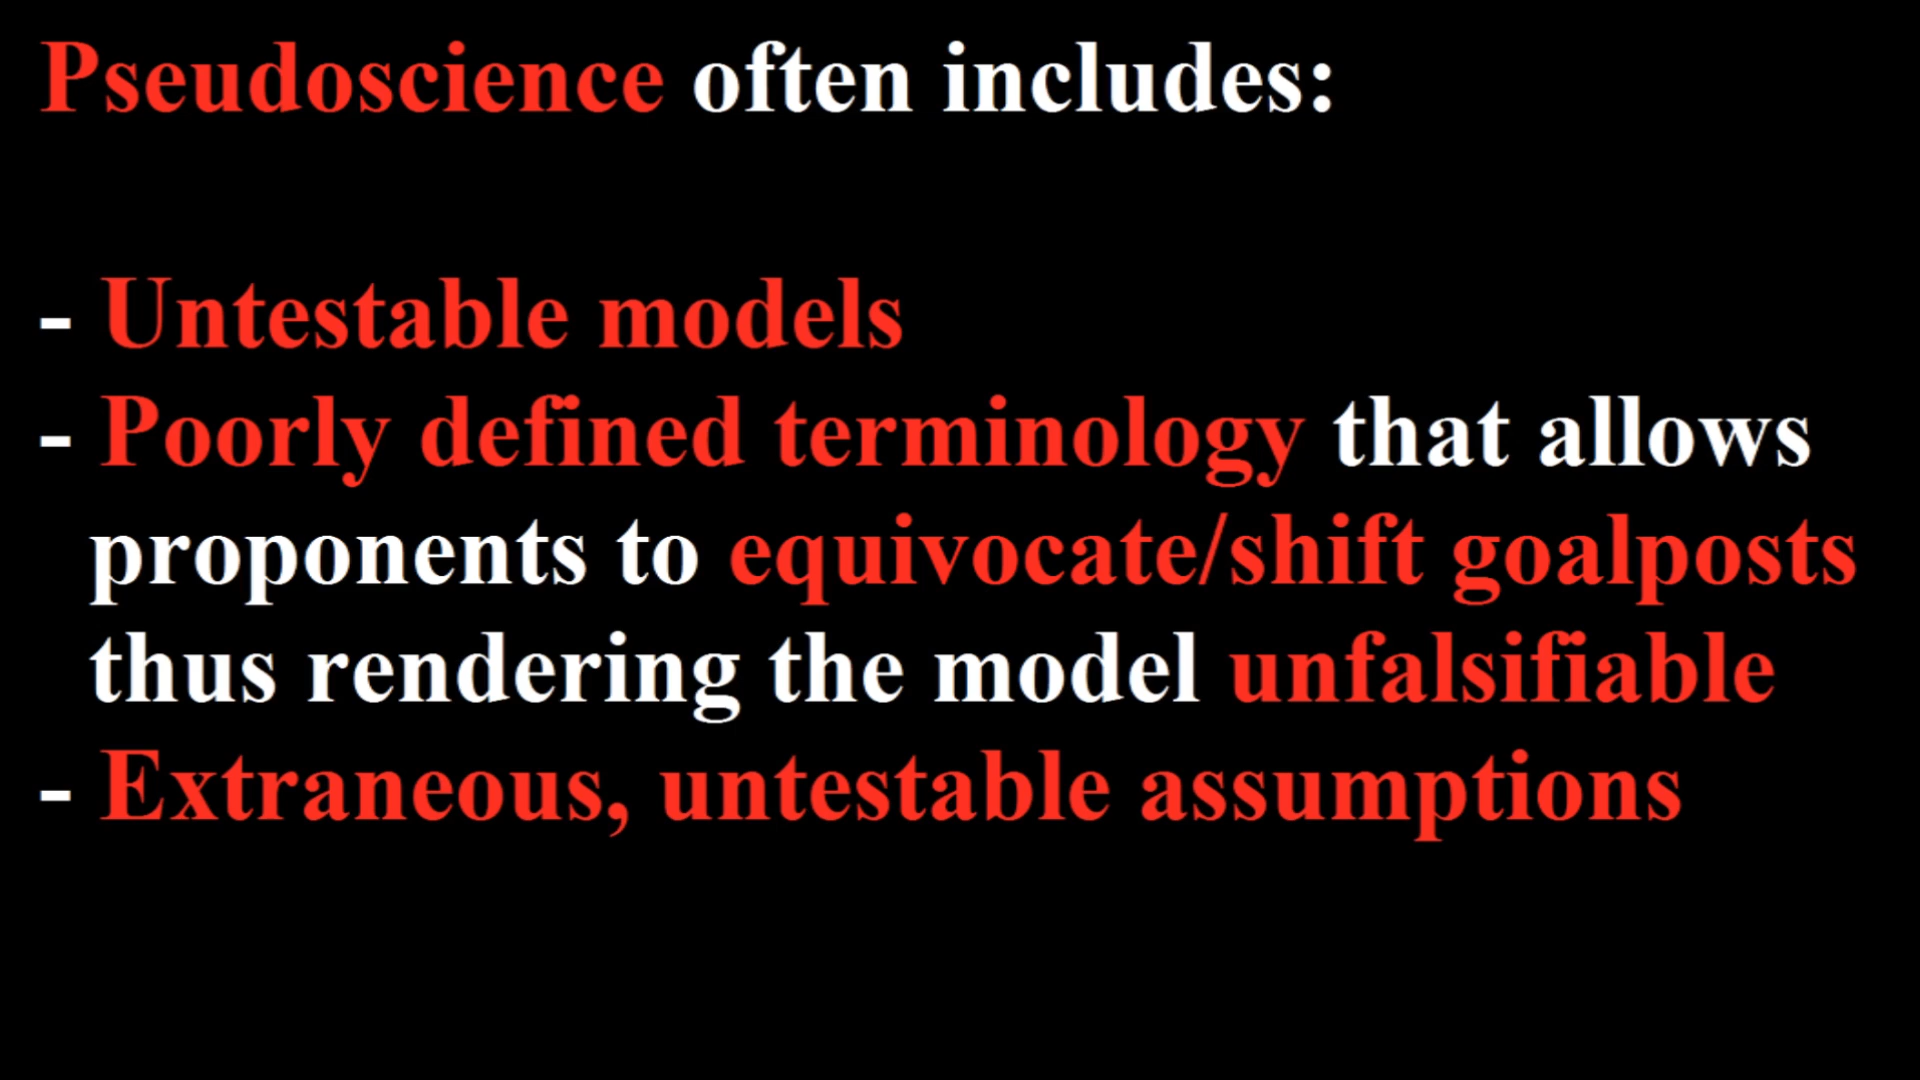 Pseudoscience often includes:
- Untestable models
- Poorly defined terminology that allows
proponents to equivocate/shift goalposts
thus rendering the model unfalsifiable
- Extraneous, untestable assumptions